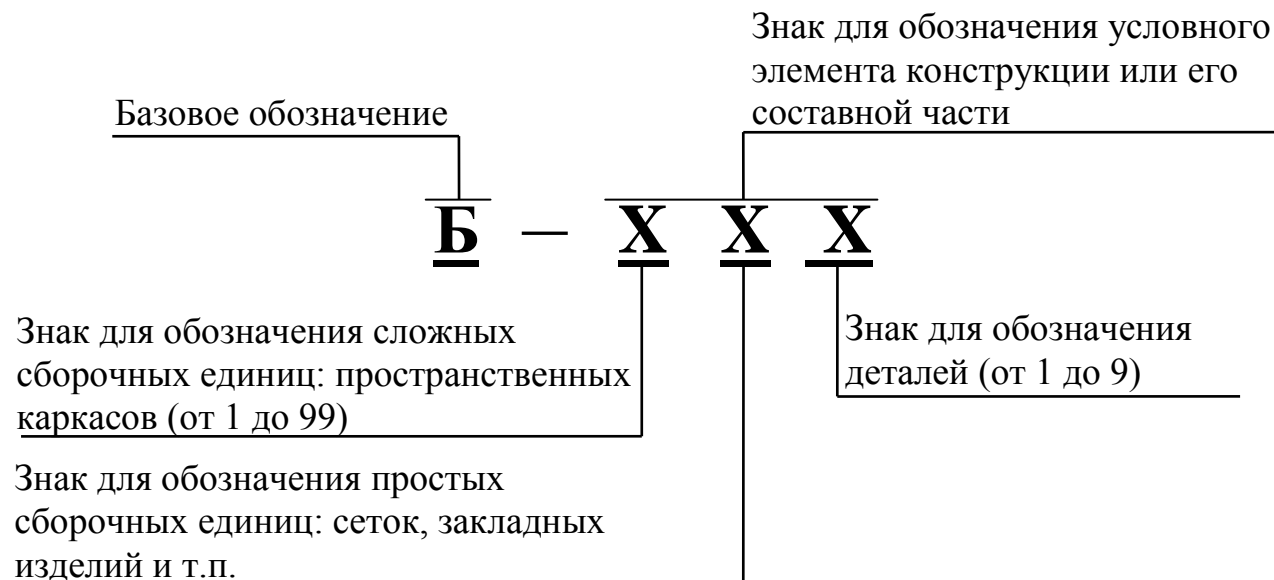 Знак для обозначения условного
элемента конструкции или его
составной части
Базовое обозначение
Б – Х Х Х
Знак для обозначения сложных
сборочных единиц: пространственных
каркасов (от 1 до 99)
Знак для обозначения
деталей (от 1 до 9)
Знак для обозначения простых
сборочных единиц: сеток, закладных
изделий и т.п.